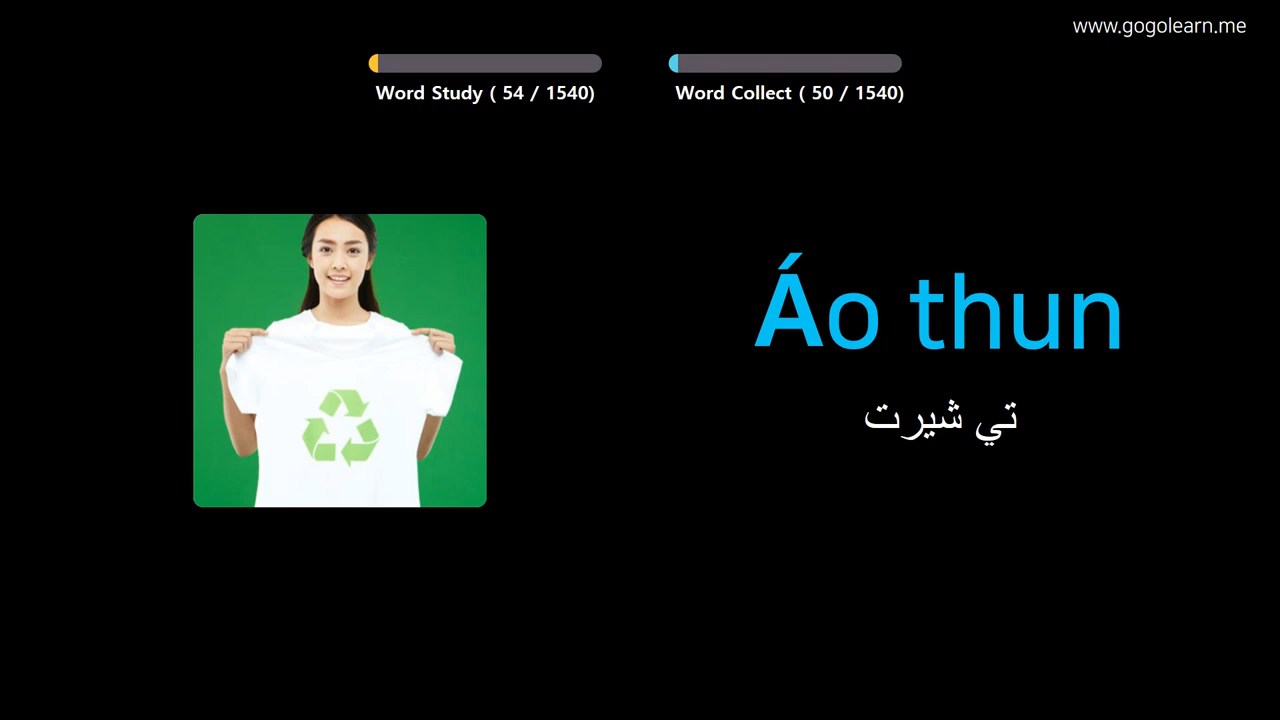 www.gogolearn.me
Word Study ( 54 / 1540)
Word Collect ( 50 / 1540)
Áo thun
تي شيرت